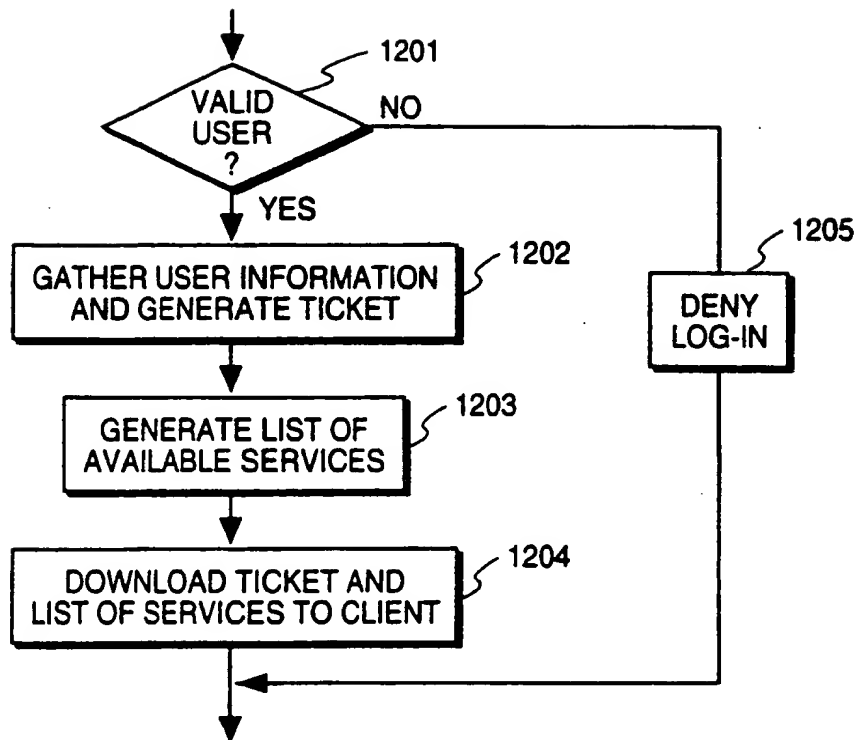 1201
VALID
USER
?
NO
YES
1202
GATHER USER INFORMATION
AND GENERATE TICKET
1205
DENY
LOG-IN
1203
GENERATE LIST OF
AVAILABLE SERVICES
1204
DOWNLOAD TICKET AND
LIST OF SERVICES TO CLIENT